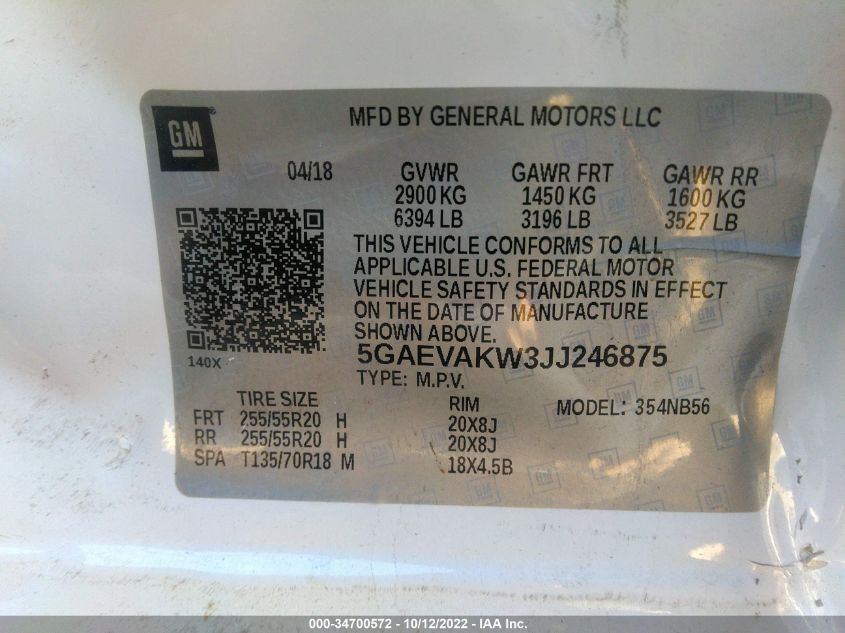 GM
MFD BY GENERAL MOTORS LLC
04/18 GVWR GAWR FRT GAWR RR
2900 KG 1450 KG 1600 KG
6394 LB 3196 LB 3527 LB
THIS VEHICLE CONFORMS TO ALL
APPLICABLE U.S. FEDERAL MOTOR
VEHICLE SAFETY STANDARDS IN EFFECT
ON THE DATE OF MANUFACTURE
SHOWN ABOVE.
5GAEVAKW3JJ246875
140X
TYPE: M.P.V.
TIRE SIZE RIM MODEL: 354NB56
FRT 255/55R20 H 20X8J
RR 255/55R20 H 20X8J
SPA T135/70R18 M 18X4.5B
000-34700572 - 10/12/2022 - IAA Inc.